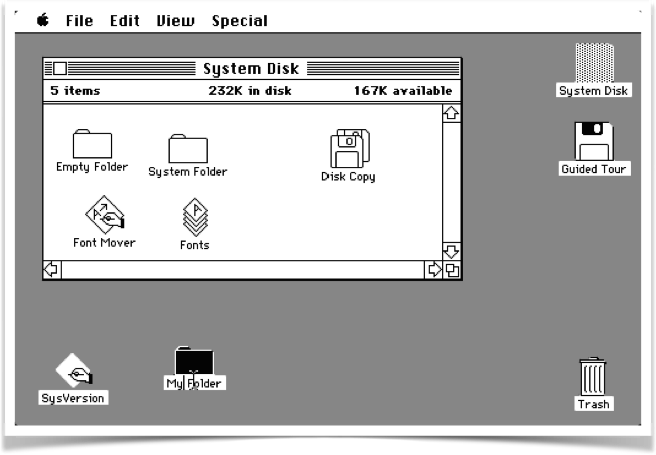 File Edit View Special
System Disk
5 items 232K in disk 167K available
Empty Folder System Folder Disk Copy
Font Mover Fonts
System Disk
Guided Tour
SysVersion My Folder Trash